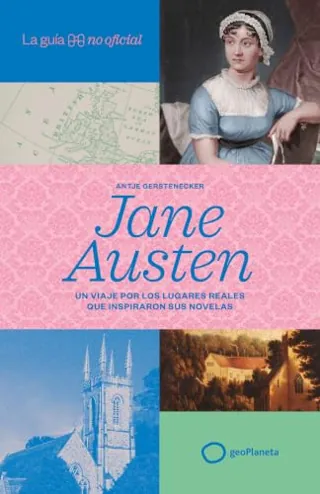 La guía no oficial
ANTJE GERSTENECKER
Jane
Austen
UN VIAJE POR LOS LUGARES REALES
QUE INSPIRARON SUS NOVELAS
geoPlaneta